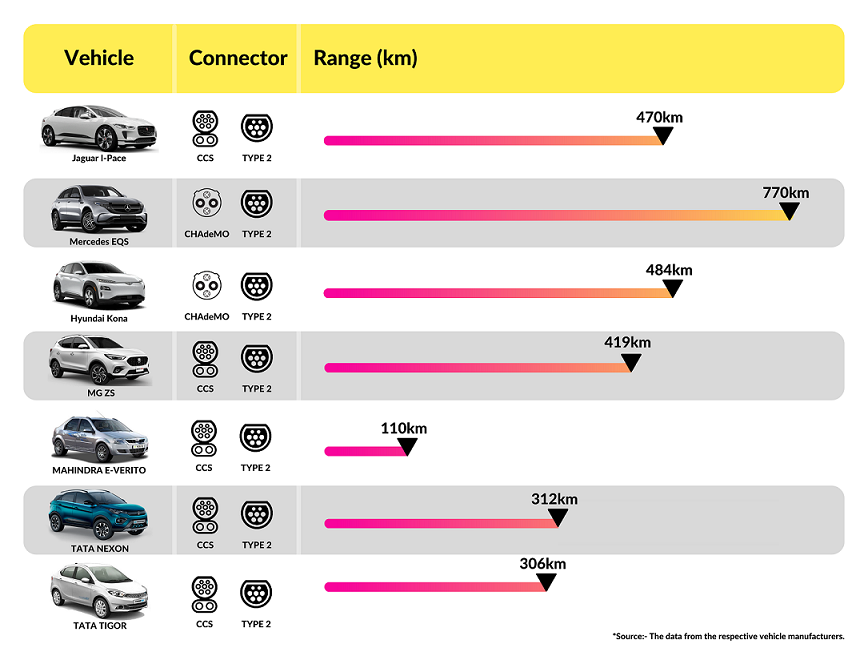 Vehicle Connector Range (km)
470km
CCS TYPE 2
Jaguar I-Pace
770km
CHAdeMO TYPE 2
Mercedes EQS
484km
CHAdeMO TYPE 2
Hyundai Kona
419km
CCS TYPE 2
MG ZS
110km
CCS TYPE 2
MAHINDRA E-VERITO
312km
CCS TYPE 2
TATA NEXON
306km
CCS TYPE 2
TATA TIGOR
*Source:- The data from the respective vehicle manufacturers.